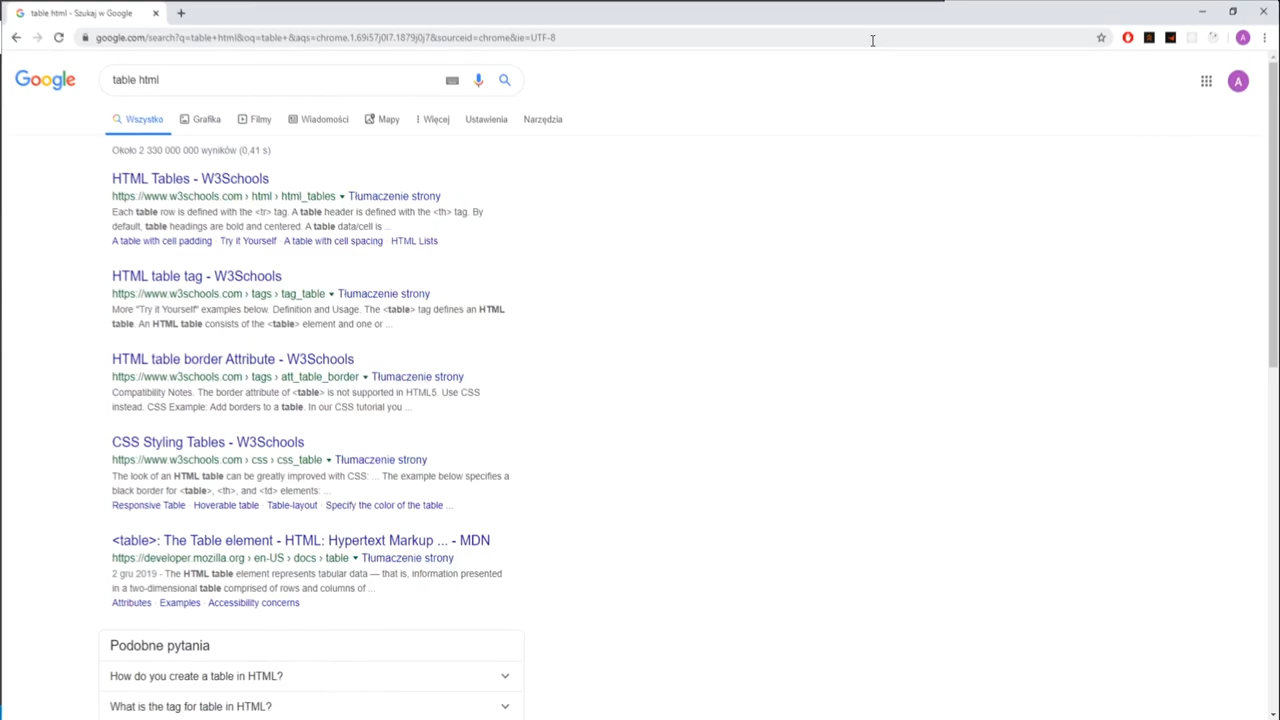 table html - Szukaj w Google
google.com/search?q=table+html&oq=table+&aqs=chrome.1.69i57j0l7.1879j0j7&sourceid=chrome&ie=UTF-8
A
Google
table html
A
Wszystko Grafika Filmy Wiadomości Mapy Więcej Ustawienia Narzędzia
Około 2 330 000 000 wyników (0,41 s)
HTML Tables - W3Schools
https://www.w3schools.com › html › html_tables ▾ Tłumaczenie strony
Each table row is defined with the <tr> tag. A table header is defined with the <th> tag. By
default, table headings are bold and centered. A table data/cell is ...
A table with cell padding · Try it Yourself · A table with cell spacing · HTML Lists
HTML table tag - W3Schools
https://www.w3schools.com › tags › tag_table ▾ Tłumaczenie strony
More "Try it Yourself" examples below. Definition and Usage. The <table> tag defines an HTML
table. An HTML table consists of the <table> element and one or ...
HTML table border Attribute - W3Schools
https://www.w3schools.com › tags › att_table_border ▾ Tłumaczenie strony
Compatibility Notes. The border attribute of <table> is not supported in HTML5. Use CSS
instead. CSS Example: Add borders to a table. In our CSS tutorial you ...
CSS Styling Tables - W3Schools
https://www.w3schools.com › css › css_table ▾ Tłumaczenie strony
The look of an HTML table can be greatly improved with CSS: ... The example below specifies a
black border for <table>, <th>, and <td> elements: ...
Responsive Table · Hoverable table · Table-layout · Specify the color of the table ...
<table>: The Table element - HTML: Hypertext Markup ... - MDN
https://developer.mozilla.org › en-US › docs › table ▾ Tłumaczenie strony
2 gru 2019 - The HTML table element represents tabular data — that is, information presented
in a two-dimensional table comprised of rows and columns of ...
Attributes · Examples · Accessibility concerns
Podobne pytania
How do you create a table in HTML?
What is the tag for table in HTML?